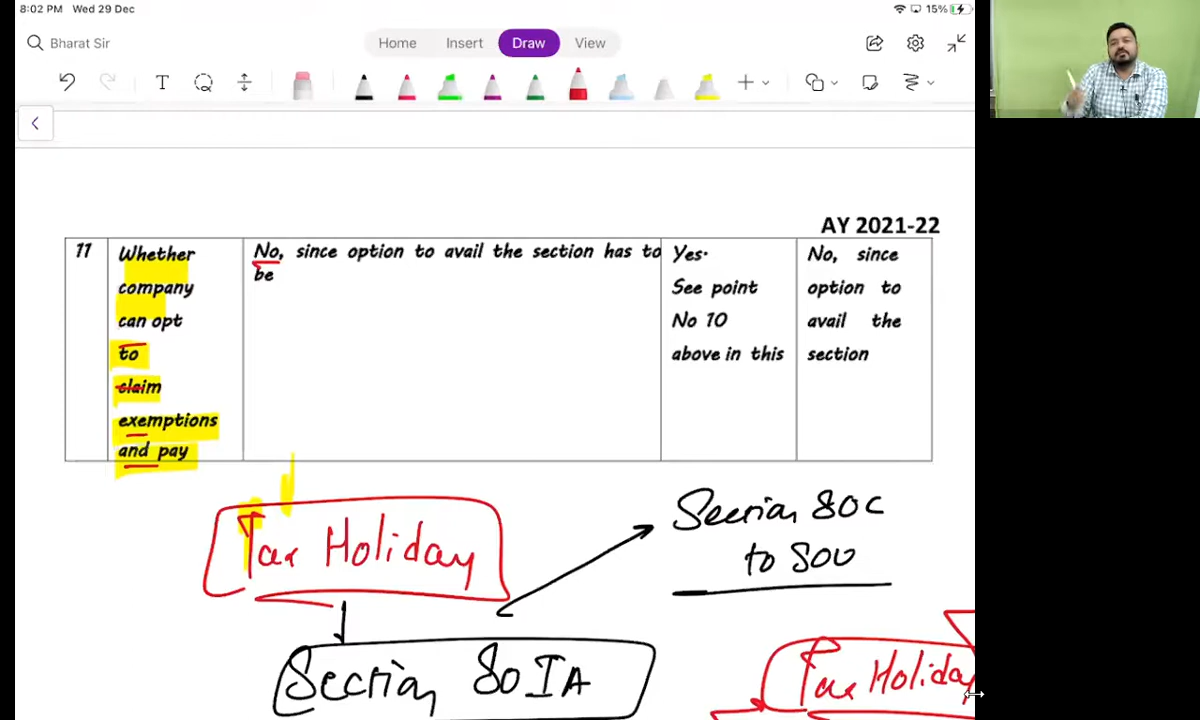 8:02 PM Wed 29 Dec
15%
Bharat Sir
Home Insert Draw View
T
AY 2021-22
11
Whether
company
can opt
to
claim
exemptions
and pay
No, since option to avail the section has to
be
Yes.
See point
No 10
above in this
No, since
option to
avail the
section
Tax Holiday
Section 80C
to 80U
Section 80IA
Tax Holiday